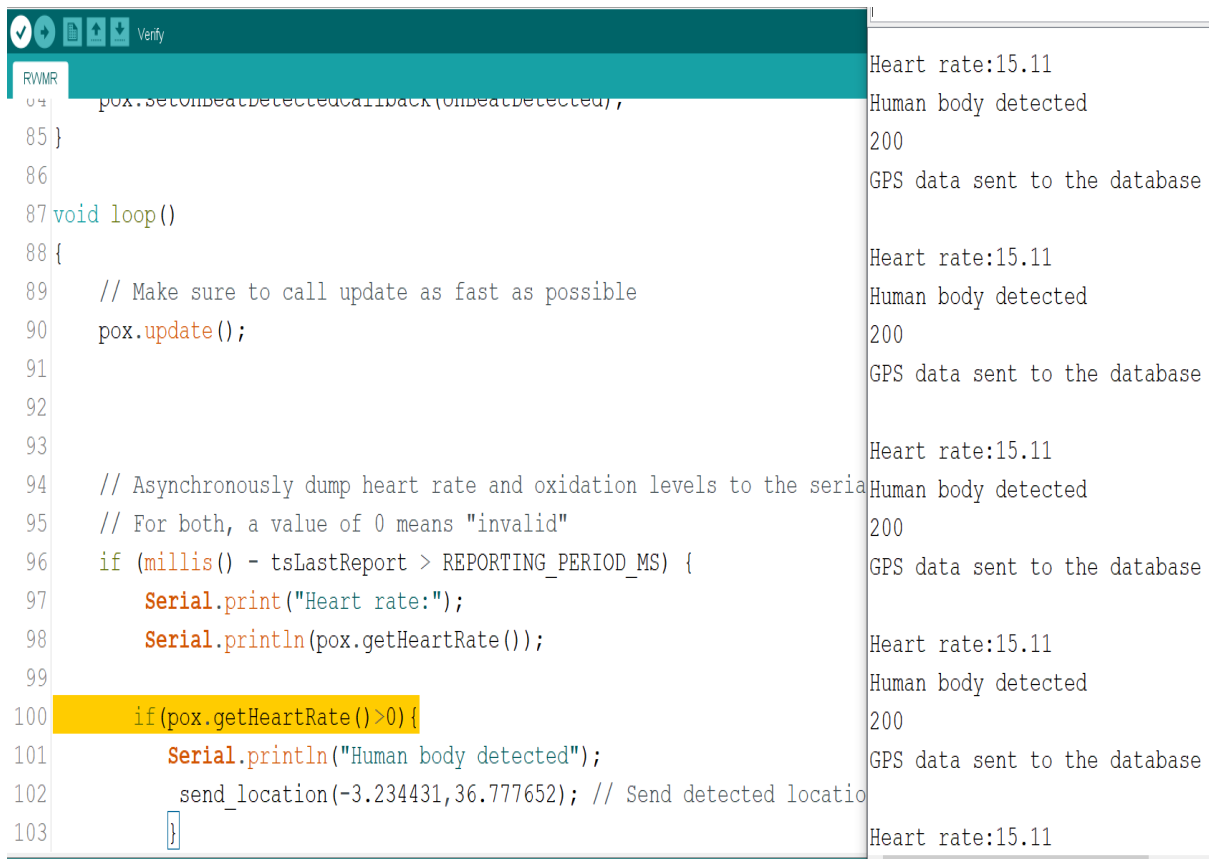 Verify
RWMR
84 pox.setOnBeatDetectedCallback(onBeatDetected);
85 }
86
87 void loop()
88 {
89 // Make sure to call update as fast as possible
90 pox.update();
91
92
93
94 // Asynchronously dump heart rate and oxidation levels to the seria
95 // For both, a value of 0 means "invalid"
96 if (millis() - tsLastReport > REPORTING_PERIOD_MS) {
97 Serial.print("Heart rate:");
98 Serial.println(pox.getHeartRate());
99
100 if(pox.getHeartRate()>0){
101 Serial.println("Human body detected");
102 send_location(-3.234431,36.777652); // Send detected locatio
103 }
Heart rate:15.11
Human body detected
200
GPS data sent to the database
Heart rate:15.11
Human body detected
200
GPS data sent to the database
Heart rate:15.11
Human body detected
200
GPS data sent to the database
Heart rate:15.11
Human body detected
200
GPS data sent to the database
Heart rate:15.11